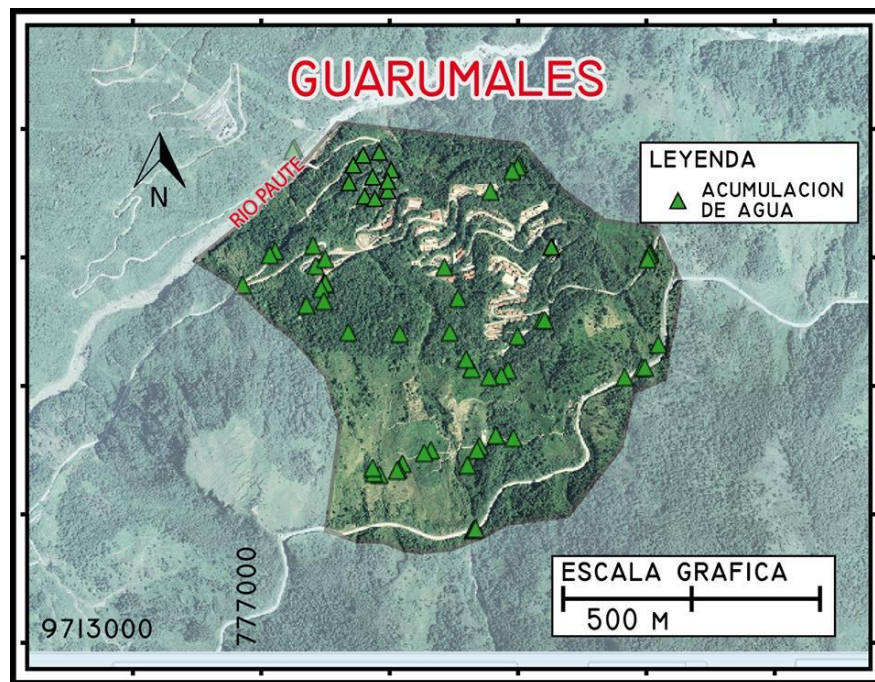 GUARUMALES
LEYENDA
ACUMULACION
DE AGUA
N
RIO PAUTE
777000
9713000
ESCALA GRAFICA
500 M